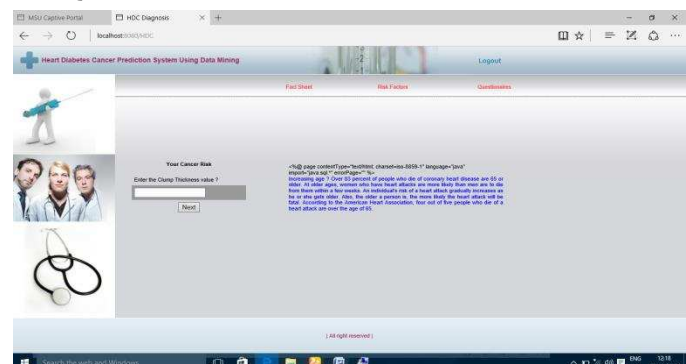 MSU Captive Portal
HDC Diagnosis
localhost:8080/HDC
Heart Diabetes Cancer Prediction System Using Data Mining
Logout
Fact Sheet
Risk Factors
Questionaires
Your Cancer Risk
Enter the Clump Thickness value ?
Next
<%@ page contentType="text/html; charset=iso-8859-1" language="java"
import="java.sql.*" errorPage="" %>
Increasing age ? Over 83 percent of people who die of coronary heart disease are 65 or
older. At older ages, women who have heart attacks are more likely than men are to die
from them within a few weeks. An individual's risk of a heart attack gradually increases as
he or she gets older. Also, the older a person is, the more likely the heart attack will be
fatal. According to the American Heart Association, four out of five people who die of a
heart attack are over the age of 65.
| All right reserved |
Search the web and Windows
ENG
12:18